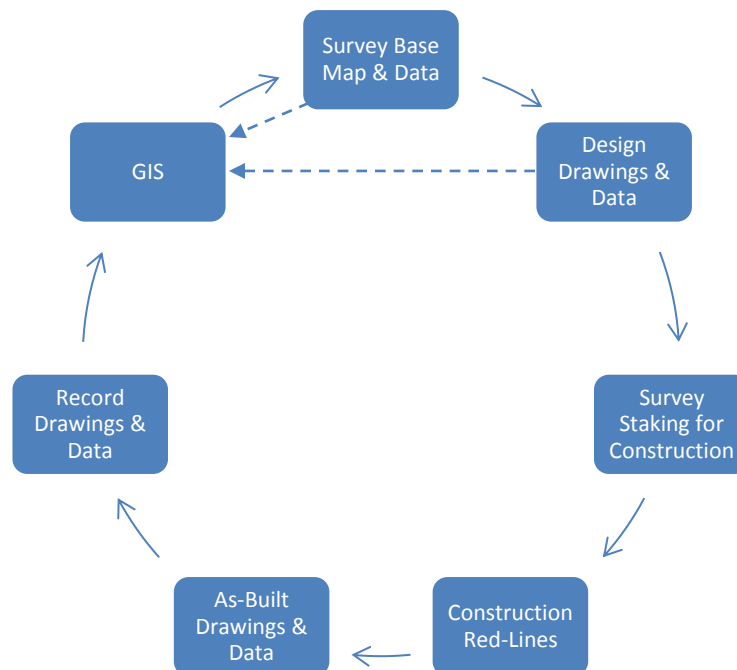 Survey Base
Map & Data
GIS
Design
Drawings &
Data
Record
Drawings &
Data
Survey
Staking for
Construction
As-Built
Drawings &
Data
Construction
Red-Lines